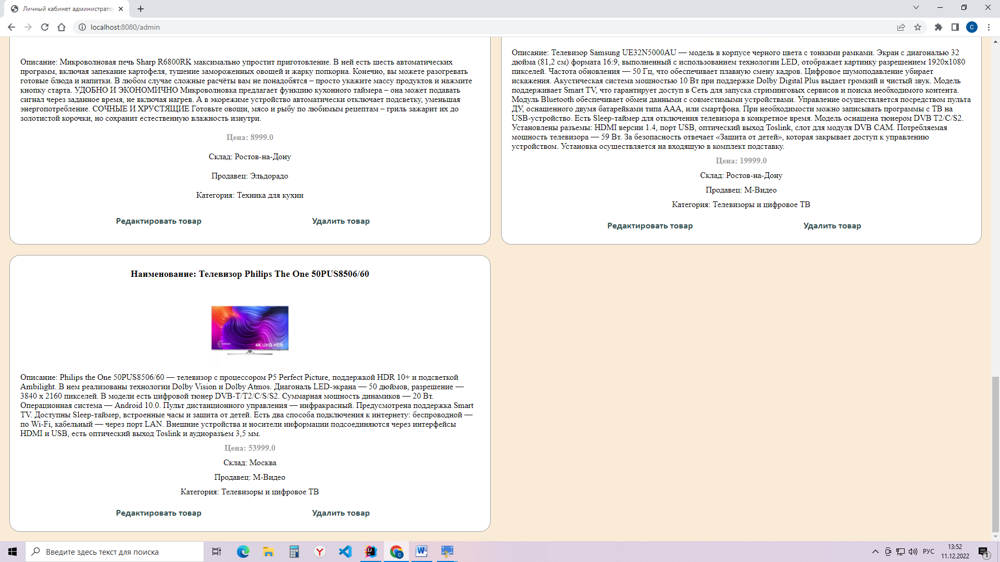 Личный кабинет администрато
localhost:8080/admin
C
Описание: Микроволновая печь Sharp R6800RK максимально упростит приготовление. В ней есть шесть автоматических
программ, включая запекание картофеля, тушение замороженных овощей и жарку попкорна. Конечно, вы можете разогревать
готовые блюда и напитки. В любом случае сложные расчёты вам не понадобятся – просто укажите массу продуктов и нажмите
кнопку старта. УДОБНО И ЭКОНОМИЧНО Микроволновка предлагает функцию кухонного таймера – она может подавать
сигнал через заданное время, не включая нагрев. А в экорежиме устройство автоматически отключает подсветку, уменьшая
энергопотребление. СОЧНЫЕ И ХРУСТЯЩИЕ Готовьте овощи, мясо и рыбу по любимым рецептам – гриль зажарит их до
золотистой корочки, но сохранит естественную влажность изнутри.
Цена: 8999.0
Склад: Ростов-на-Дону
Продавец: Эльдорадо
Категория: Техника для кухни
Редактировать товар
Удалить товар
Описание: Телевизор Samsung UE32N5000AU — модель в корпусе черного цвета с тонкими рамками. Экран с диагональю 32
дюйма (81,2 см) формата 16:9, выполненный с использованием технологии LED, отображает картинку разрешением 1920x1080
пикселей. Частота обновления — 50 Гц, что обеспечивает плавную смену кадров. Цифровое шумоподавление убирает
искажения. Акустическая система мощностью 10 Вт при поддержке Dolby Digital Plus выдает громкий и чистый звук. Модель
поддерживает Smart TV, что гарантирует доступ в Сеть для запуска стриминговых сервисов и поиска необходимого контента.
Модуль Bluetooth обеспечивает обмен данными с совместимыми устройствами. Управление осуществляется посредством пульта
ДУ, оснащенного двумя батарейками типа ААА, или смартфона. При необходимости можно записывать программы с ТВ на
USB-устройство. Есть Sleep-таймер для отключения телевизора в конкретное время. Модель оснащена тюнером DVB T2/C/S2.
Установлены разъемы: HDMI версии 1.4, порт USB, оптический выход Toslink, слот для модуля DVB CAM. Потребляемая
мощность телевизора — 59 Вт. За безопасность отвечает «Защита от детей», которая закрывает доступ к управлению
устройством. Установка осуществляется на входящую в комплект подставку.
Цена: 19999.0
Склад: Ростов-на-Дону
Продавец: М-Видео
Категория: Телевизоры и цифровое ТВ
Редактировать товар
Удалить товар
Наименование: Телевизор Philips The One 50PUS8506/60
4K UHD HDR
Описание: Philips the One 50PUS8506/60 — телевизор с процессором P5 Perfect Picture, поддержкой HDR 10+ и подсветкой
Ambilight. В нем реализованы технологии Dolby Vision и Dolby Atmos. Диагональ LED-экрана — 50 дюймов, разрешение —
3840 x 2160 пикселей. В модели есть цифровой тюнер DVB-T/T2/C/S/S2. Суммарная мощность динамиков — 20 Вт.
Операционная система — Android 10.0. Пульт дистанционного управления — инфракрасный. Предусмотрена поддержка Smart
TV. Доступны Sleep-таймер, встроенные часы и защита от детей. Есть два способа подключения к интернету: беспроводной —
по Wi-Fi, кабельный — через порт LAN. Внешние устройства и носители информации подсоединяются через интерфейсы
HDMI и USB, есть оптический выход Toslink и аудиоразъем 3,5 мм.
Цена: 53999.0
Склад: Москва
Продавец: М-Видео
Категория: Телевизоры и цифровое ТВ
Редактировать товар
Удалить товар
Введите здесь текст для поиска
РУС
13:52
11.12.2022
1